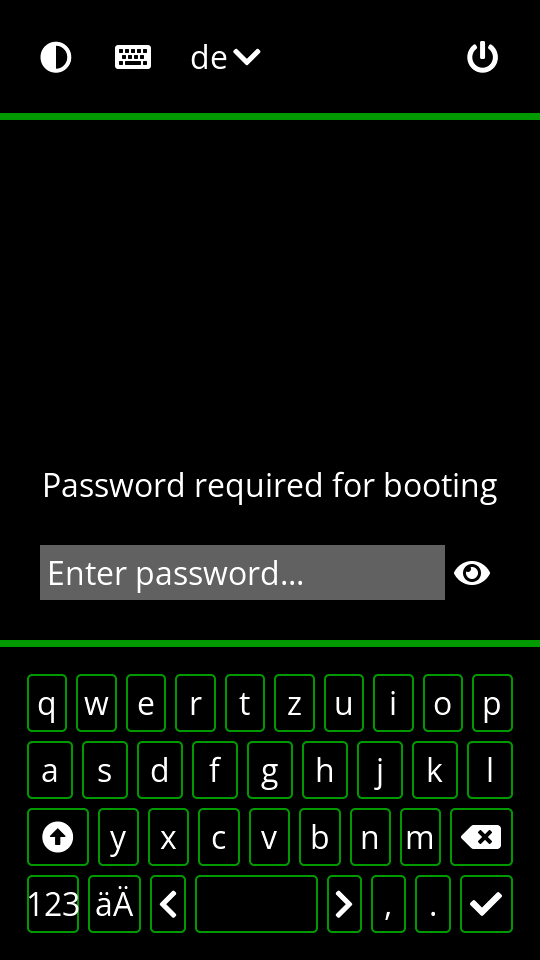 de
Password required for booting
Enter password...
q w e r t z u i o p
a s d f g h j k l
y x c v b n m
123 äÄ , .